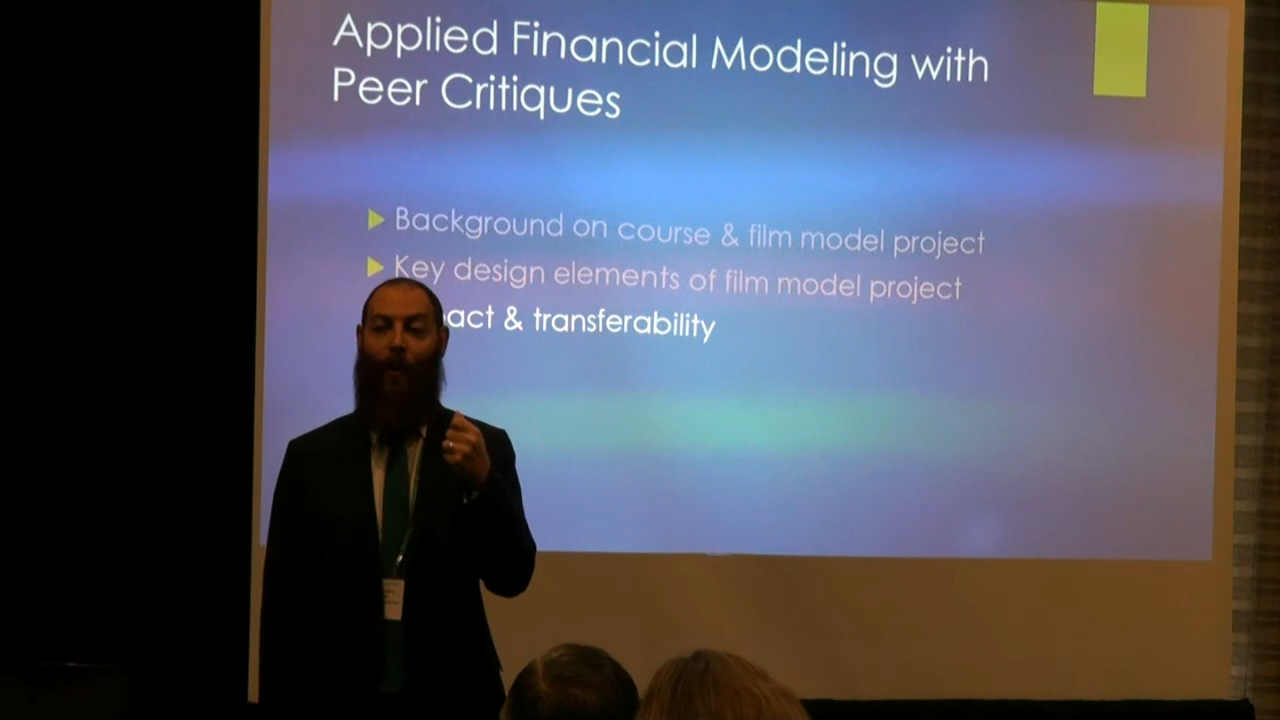 Applied Financial Modeling with
Peer Critiques
Background on course & film model project
Key design elements of film model project
act & transferability